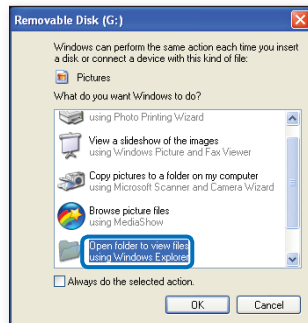 Removable Disk (G:)
Windows can perform the same action each time you insert
a disk or connect a device with this kind of file:
Pictures
What do you want Windows to do?
using Photo Printing Wizard
View a slideshow of the images
using Windows Picture and Fax Viewer
Copy pictures to a folder on my computer
using Microsoft Scanner and Camera Wizard
Browse picture files
using MediaShow
Open folder to view files
using Windows Explorer
Always do the selected action.
OK
Cancel